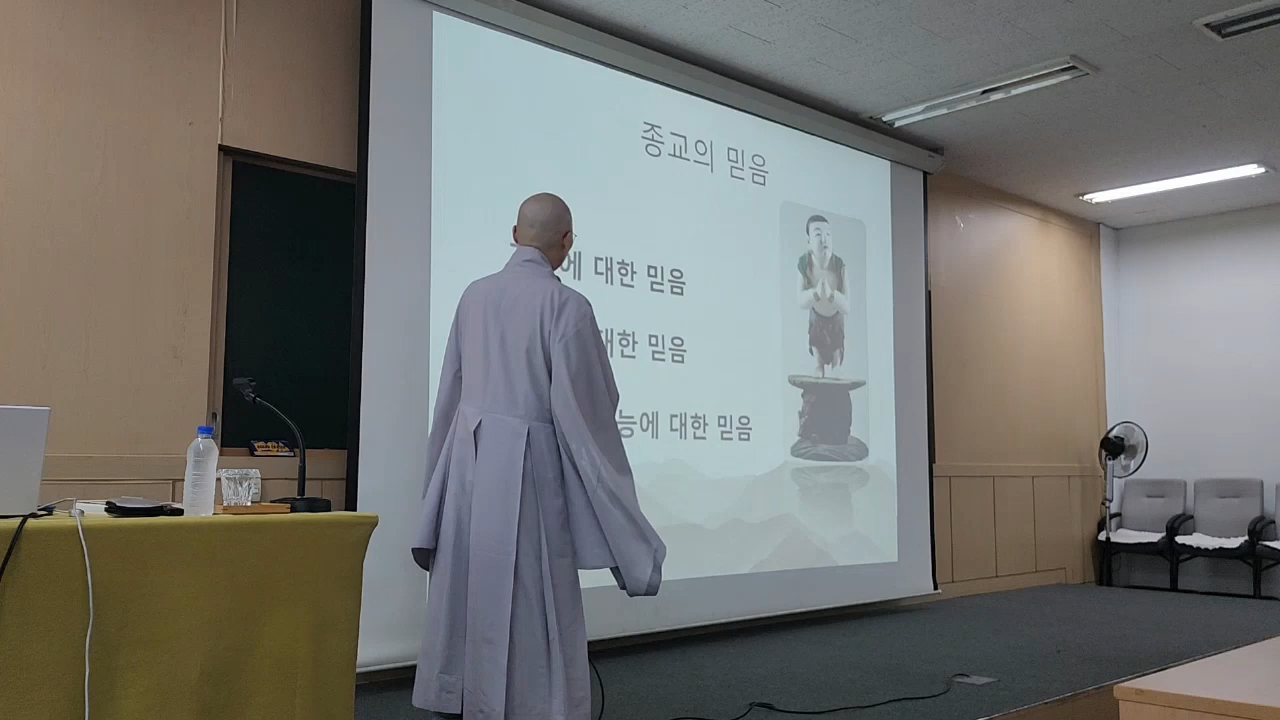 종교의 믿음
에 대한 믿음
대한 믿음
능에 대한 믿음